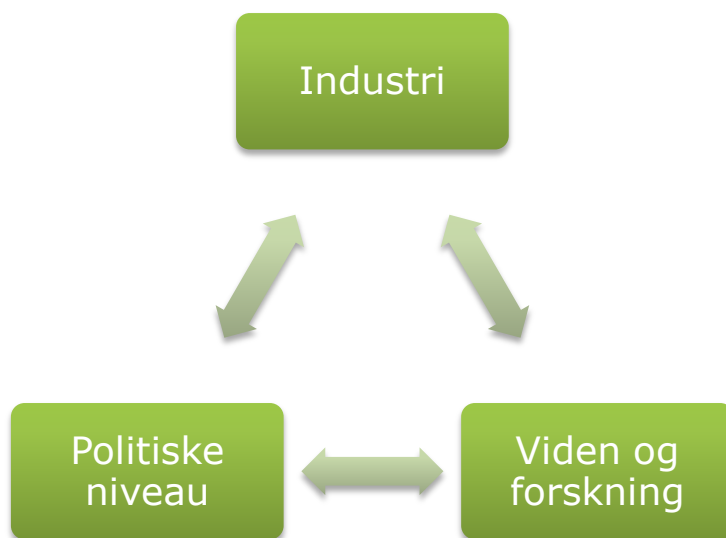 Industri
Politiske
niveau
Viden og
forskning